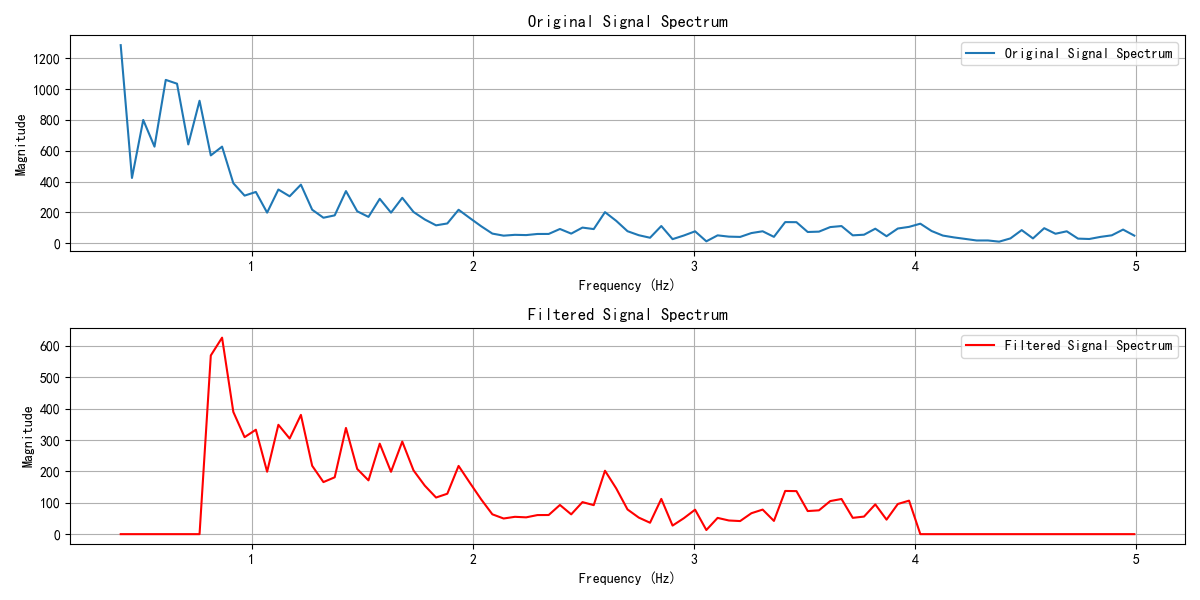 Original Signal Spectrum
Original Signal Spectrum
1200
1000
800
600
400
200
0
Magnitude
1 2 3 4 5
Frequency (Hz)
Filtered Signal Spectrum
Filtered Signal Spectrum
600
500
400
300
200
100
0
Magnitude
1 2 3 4 5
Frequency (Hz)